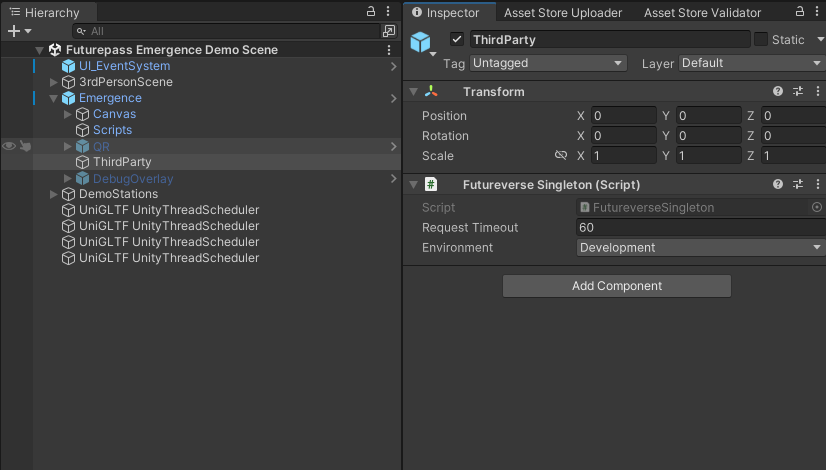 Hierarchy
All
Futurepass Emergence Demo Scene
UI_EventSystem
3rdPersonScene
Emergence
Canvas
Scripts
QR
ThirdParty
DebugOverlay
DemoStations
UniGLTF UnityThreadScheduler
UniGLTF UnityThreadScheduler
UniGLTF UnityThreadScheduler
UniGLTF UnityThreadScheduler
Inspector Asset Store Uploader Asset Store Validator
ThirdParty Static
Tag Untagged Layer Default
Transform
Position X 0 Y 0 Z 0
Rotation X 0 Y 0 Z 0
Scale X 1 Y 1 Z 1
# Futureverse Singleton (Script)
Script # FutureverseSingleton
Request Timeout 60
Environment Development
Add Component